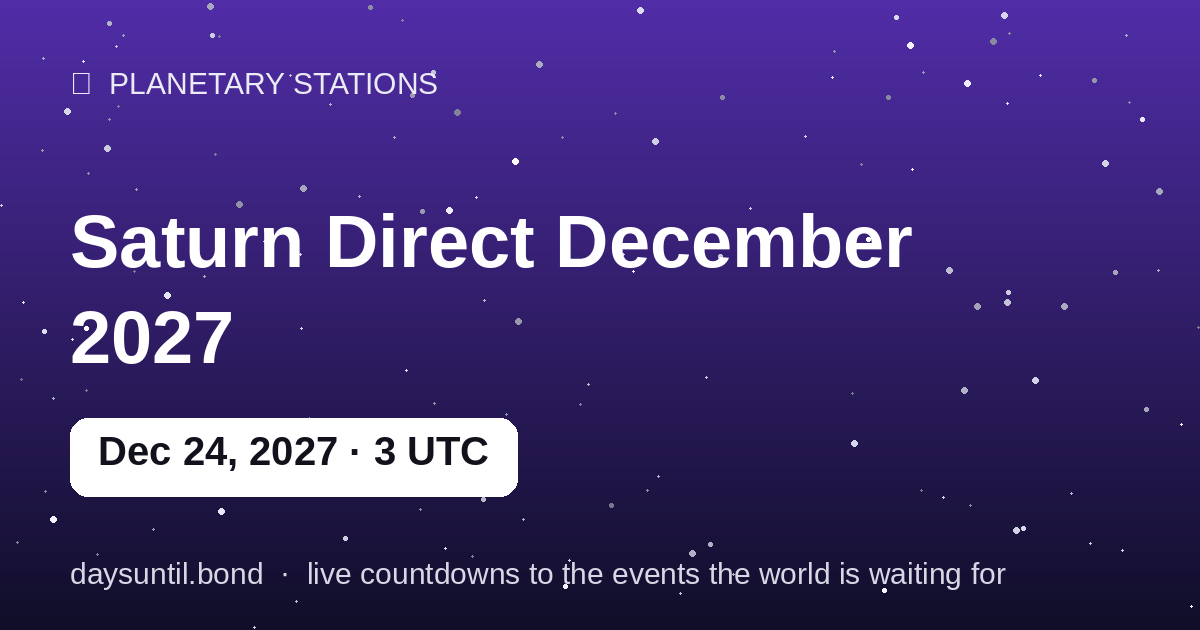 PLANETARY STATIONS
Saturn Direct December
2027
Dec 24, 2027 · 3 UTC
daysuntil.bond · live countdowns to the events the world is waiting for